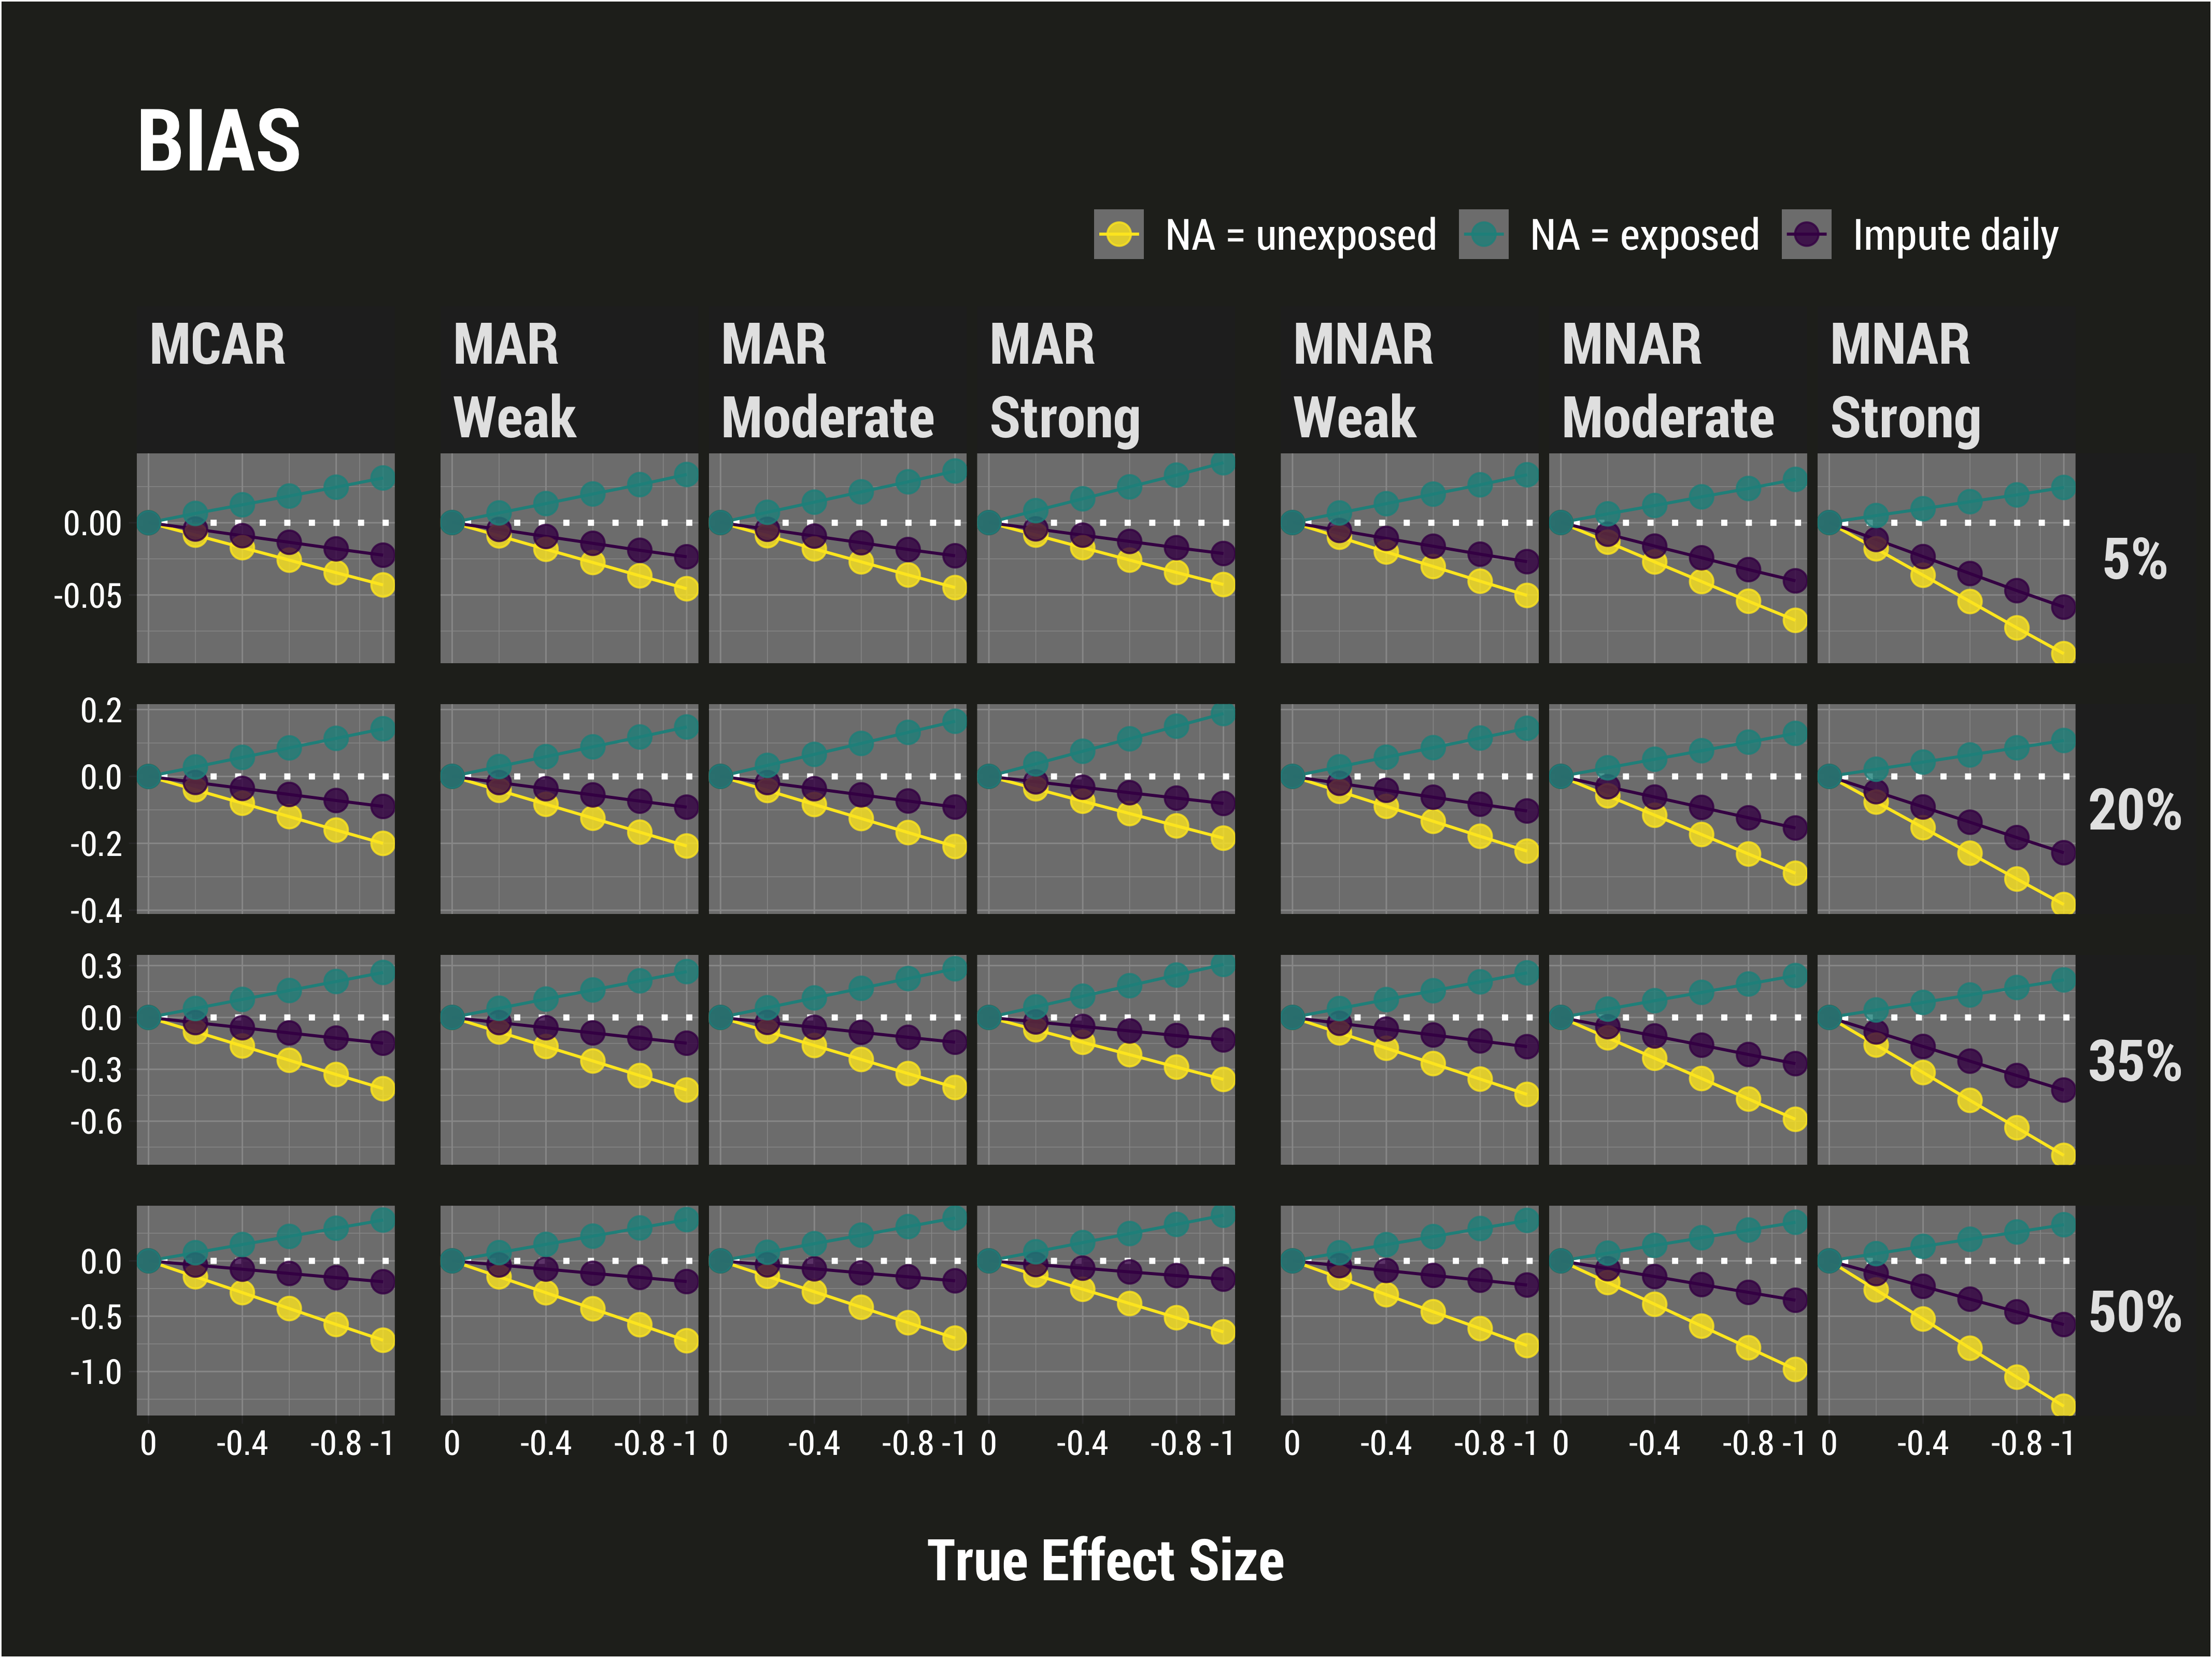 BIAS
NA = unexposed NA = exposed Impute daily
MCAR MAR MAR MAR MNAR MNAR MNAR
Weak Moderate Strong Weak Moderate Strong
0.00
-0.05
5%
0.2
0.0
-0.2
-0.4
20%
0.3
0.0
-0.3
-0.6
35%
0.0
-0.5
-1.0
50%
0 -0.4 -0.8 -1 0 -0.4 -0.8 -1 0 -0.4 -0.8 -1 0 -0.4 -0.8 -1 0 -0.4 -0.8 -1 0 -0.4 -0.8 -1 0 -0.4 -0.8 -1
True Effect Size